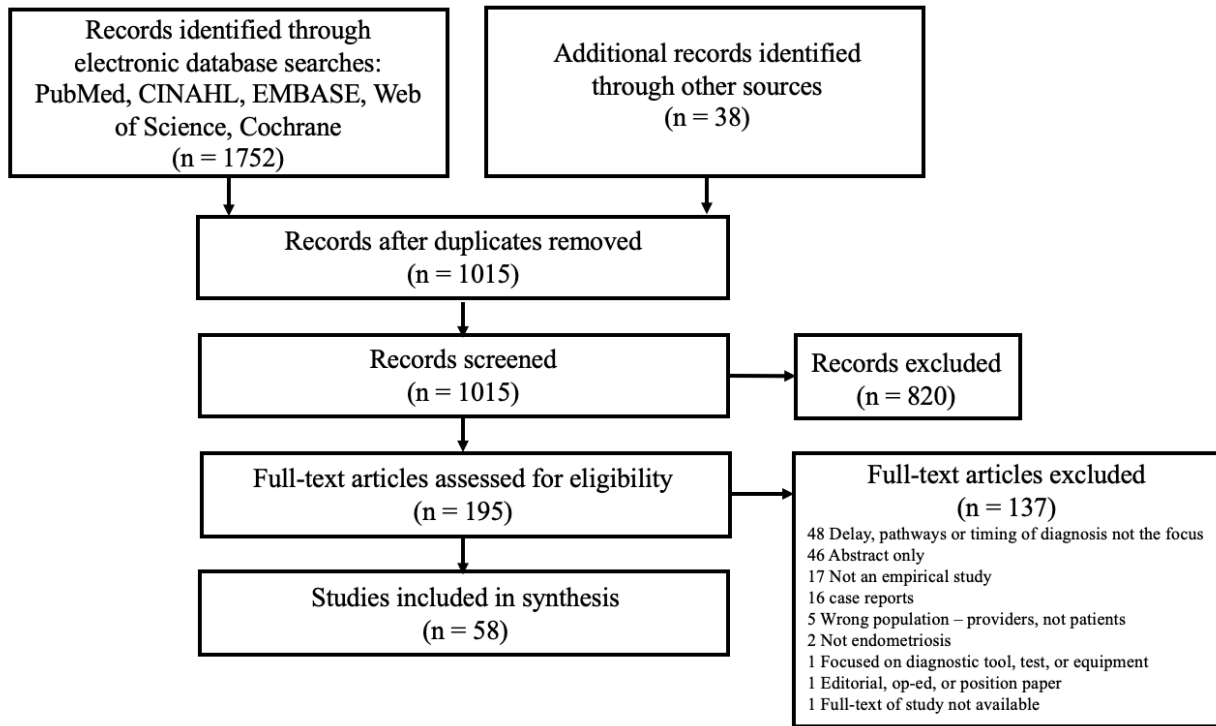 Records identified through
electronic database searches:
PubMed, CINAHL, EMBASE, Web
of Science, Cochrane
(n = 1752)
Additional records identified
through other sources
(n = 38)
Records after duplicates removed
(n = 1015)
Records screened
(n = 1015)
Records excluded
(n = 820)
Full-text articles assessed for eligibility
(n = 195)
Full-text articles excluded
(n = 137)
48 Delay, pathways or timing of diagnosis not the focus
46 Abstract only
17 Not an empirical study
16 case reports
5 Wrong population – providers, not patients
2 Not endometriosis
1 Focused on diagnostic tool, test, or equipment
1 Editorial, op-ed, or position paper
1 Full-text of study not available
Studies included in synthesis
(n = 58)